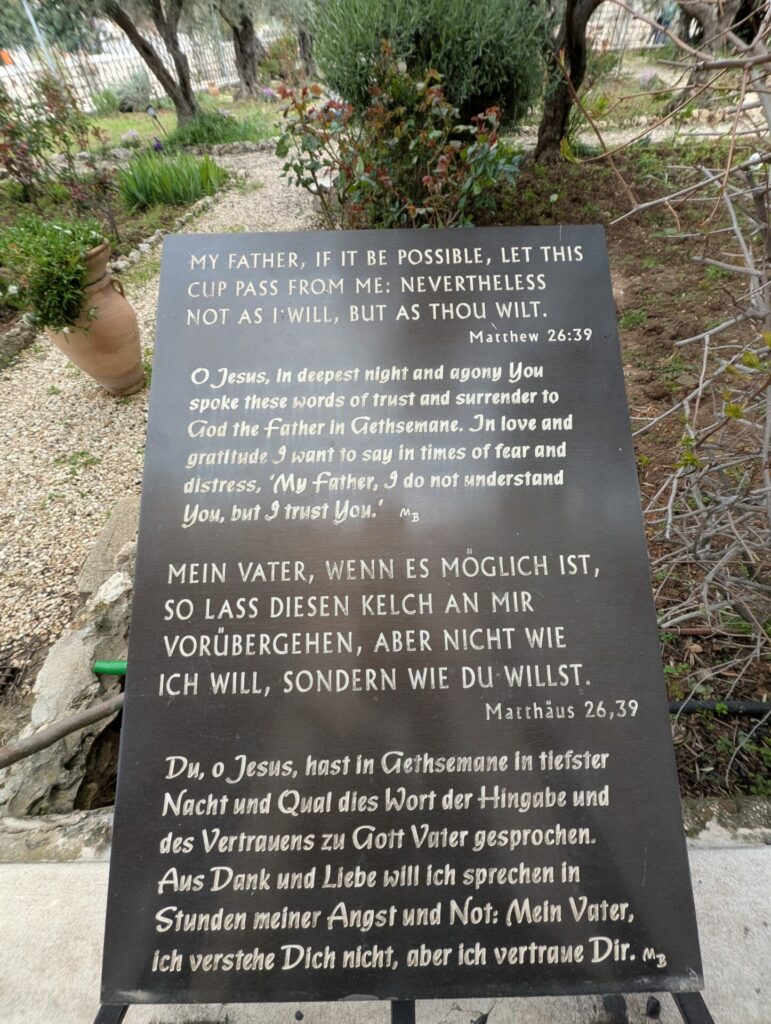 MY FATHER, IF IT BE POSSIBLE, LET THIS
CUP PASS FROM ME: NEVERTHELESS
NOT AS I WILL, BUT AS THOU WILT.
Matthew 26:39
O Jesus, in deepest night and agony You
spoke these words of trust and surrender to
God the Father in Gethsemane. In love and
gratitude I want to say in times of fear and
distress, 'My Father, I do not understand
You, but I trust You.' MB
MEIN VATER, WENN ES MÖGLICH IST,
SO LASS DIESEN KELCH AN MIR
VORÜBERGEHEN, ABER NICHT WIE
ICH WILL, SONDERN WIE DU WILLST.
Matthäus 26,39
Du, o Jesus, hast in Gethsemane in tiefster
Nacht und Qual dies Wort der Hingabe und
des Vertrauens zu Gott Vater gesprochen.
Aus Dank und Liebe will ich sprechen in
Stunden meiner Angst und Not: Mein Vater,
ich verstehe Dich nicht, aber ich vertraue Dir. MB